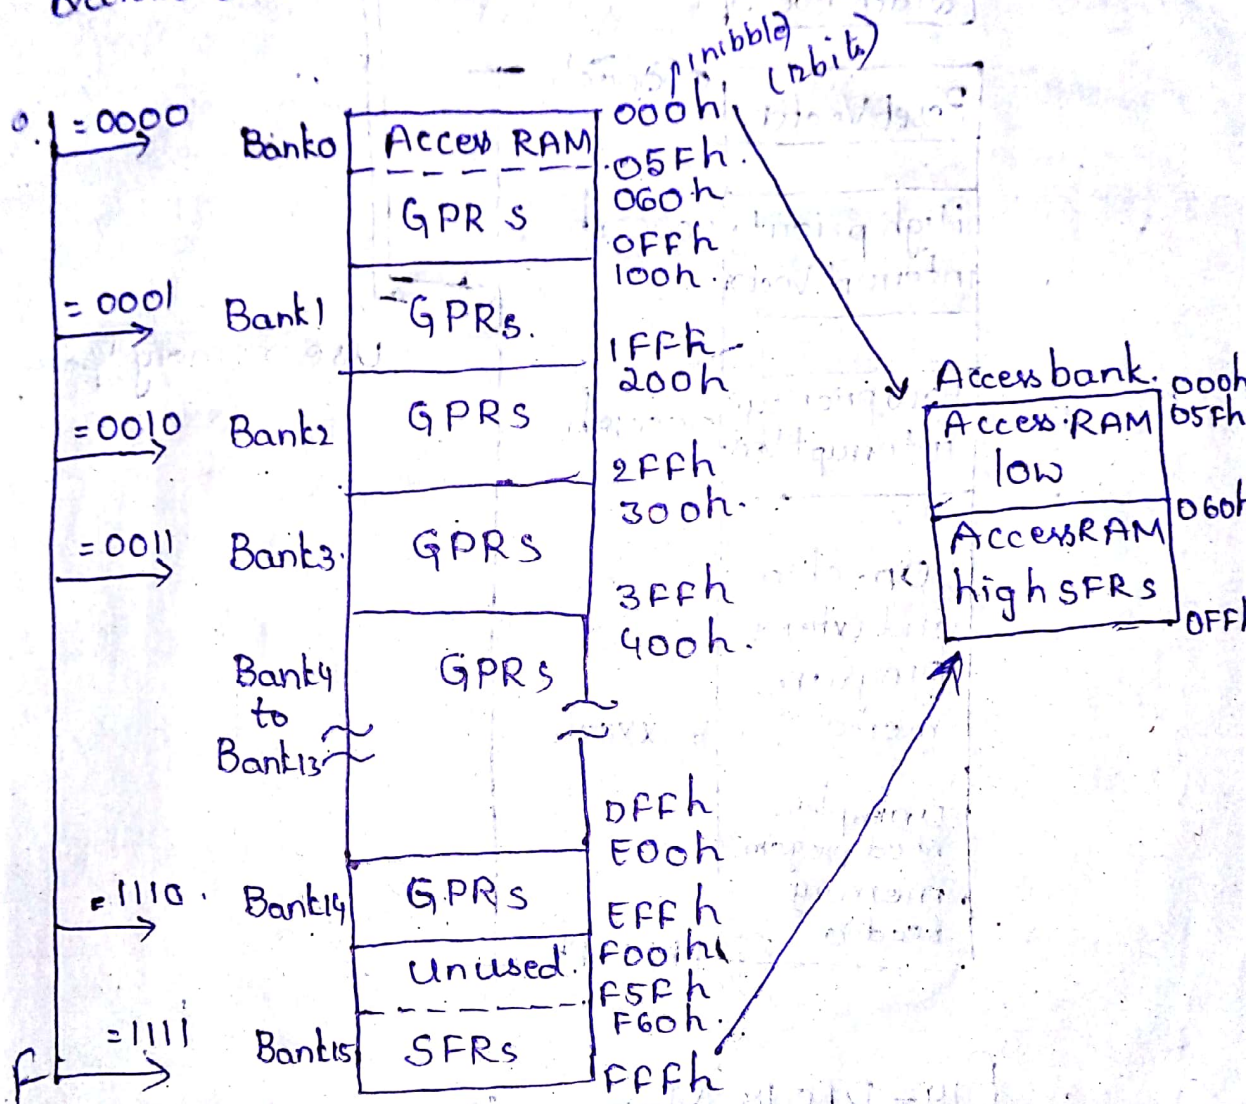 (nibble)
(12bit)
0. = 0000 Bank0 Access RAM 000h
05Fh.
GPRs 060h
0FFh
100h.
= 0001 Bank1 GPRs.
1FFh
200h
= 0010 Bank2 GPRs
2FFh
300h.
= 0011 Bank3. GPRs
3FFh
400h.
Bank4 GPRs
to
Bank13
DFFh
E00h
= 1110. Bank14 GPRs
EFFh
unused. F00h
F5Fh
F60h.
F = 1111 Bank15 SFRs
FFFh
Access bank. 000h
Access RAM 05Fh
low
060h
Access RAM
high SFRs
0FFh